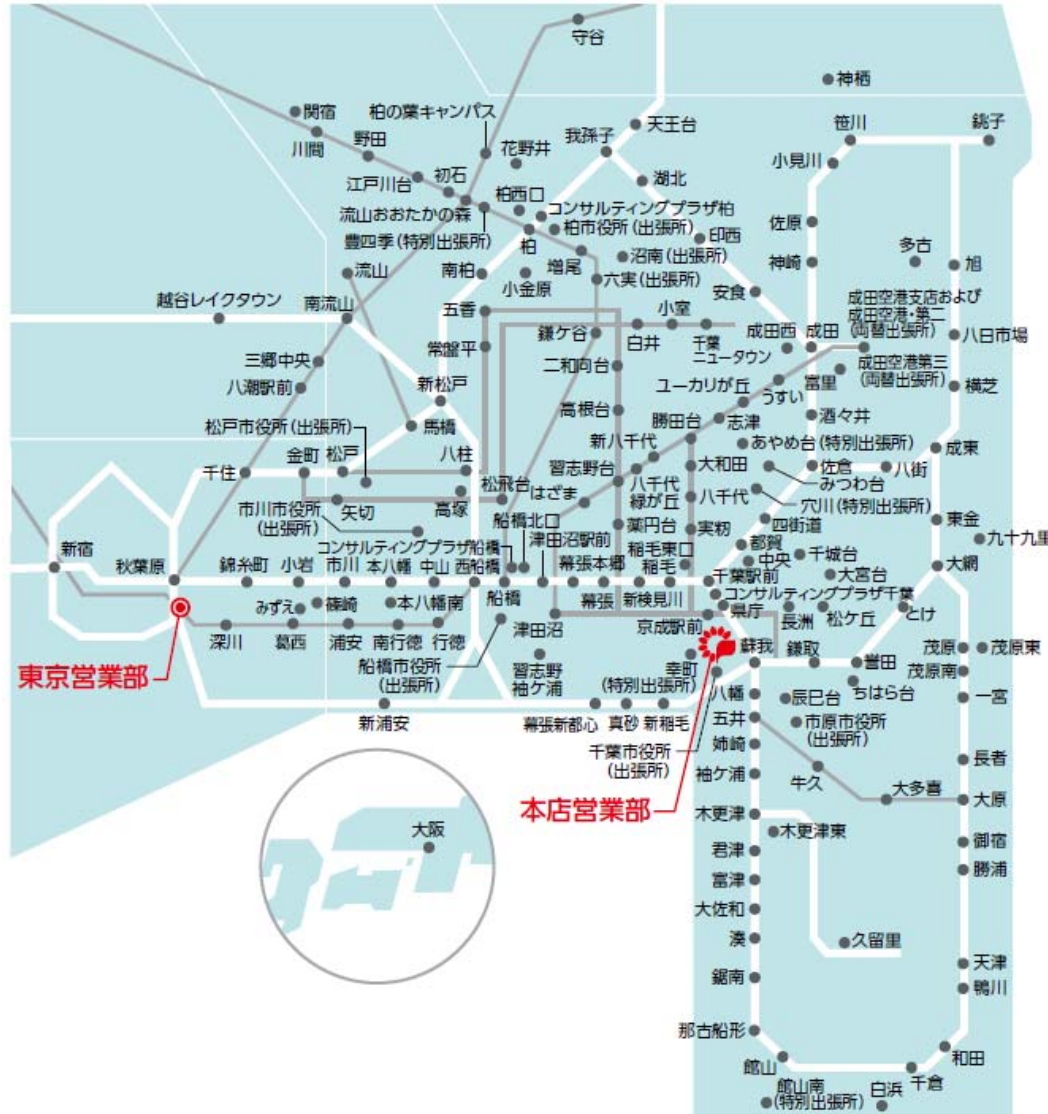 守谷
神栖
関宿
柏の葉キャンパス
川間
野田
花野井
我孫子
天王台
笹川
銚子
小見川
江戸川台
初石
柏西口
湖北
流山おおたかの森
コンサルティングプラザ柏
柏市役所(出張所)
佐原
豊四季(特別出張所)
柏
印西
増尾
沼南(出張所)
多古
流山
南柏
小金原
穴実(出張所)
神崎
旭
越谷レイクタウン
南流山
五香
安食
成田空港支店および
成田空港・第二
(両替出張所)
鎌ケ谷
小室
白井
千葉
ニュータウン
成田西
成田
八日市場
三郷中央
常盤平
二和向台
成田空港第三
(両替出張所)
八潮駅前
新松戸
ユーカリが丘
うすい
富里
横芝
松戸市役所(出張所)
馬橋
高根台
勝田台
志津
酒々井
新八千代
あやめ台(特別出張所)
成東
千住
金町
松戸
八柱
習志野台
大和田
佐倉
八街
みつわ台
松飛台
はざま
八千代
緑が丘
八千代
穴川(特別出張所)
市川市役所
(出張所)
矢切
高塚
船橋北口
薬円台
実籾
四街道
東金
津田沼駅前
都賀
九十九里
新宿
秋葉原
コンサルティングプラザ船橋
稲毛東口
中央
千城台
錦糸町
小岩
市川
本八幡
中山
西
船橋
船橋
幕張本郷
幕張
新検見川
稲毛
千葉駅前
大宮台
大網
コンサルティングプラザ千葉
みずえ
篠崎
本八幡南
県庁
長洲
松ケ丘
とけ
深川
葛西
浦安
南行徳
行徳
津田沼
京成駅前
東京営業部
船橋市役所
(出張所)
習志野
袖ケ浦
幸町
(特別出張所)
蘇我
鎌取
誉田
茂原
茂原東
茂原南
ちはら台
新浦安
幕張新都心
真砂
新稲毛
八幡
辰巳台
一宮
千葉市役所
(出張所)
五井
市原市役所
(出張所)
姉崎
長者
袖ケ浦
牛久
大多喜
大原
本店営業部
木更津
木更津東
大阪
君津
御宿
富津
勝浦
大佐和
湊
久留里
天津
鋸南
鴨川
那古船形
和田
館山
千倉
館山南
(特別出張所)
白浜